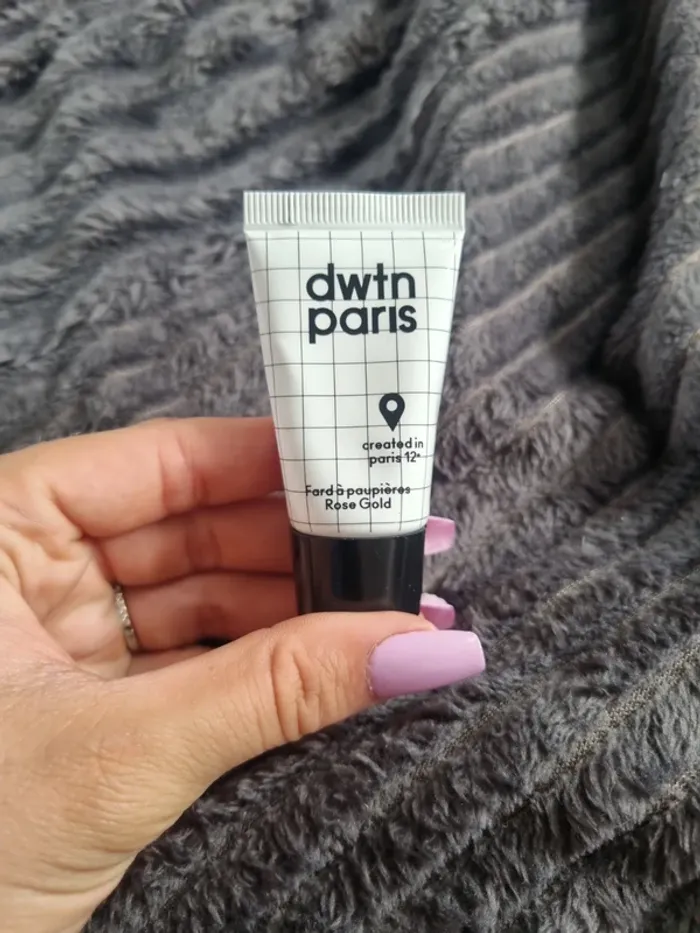 dwtn
paris
created in
paris 12e
Fard à paupières
Rose Gold